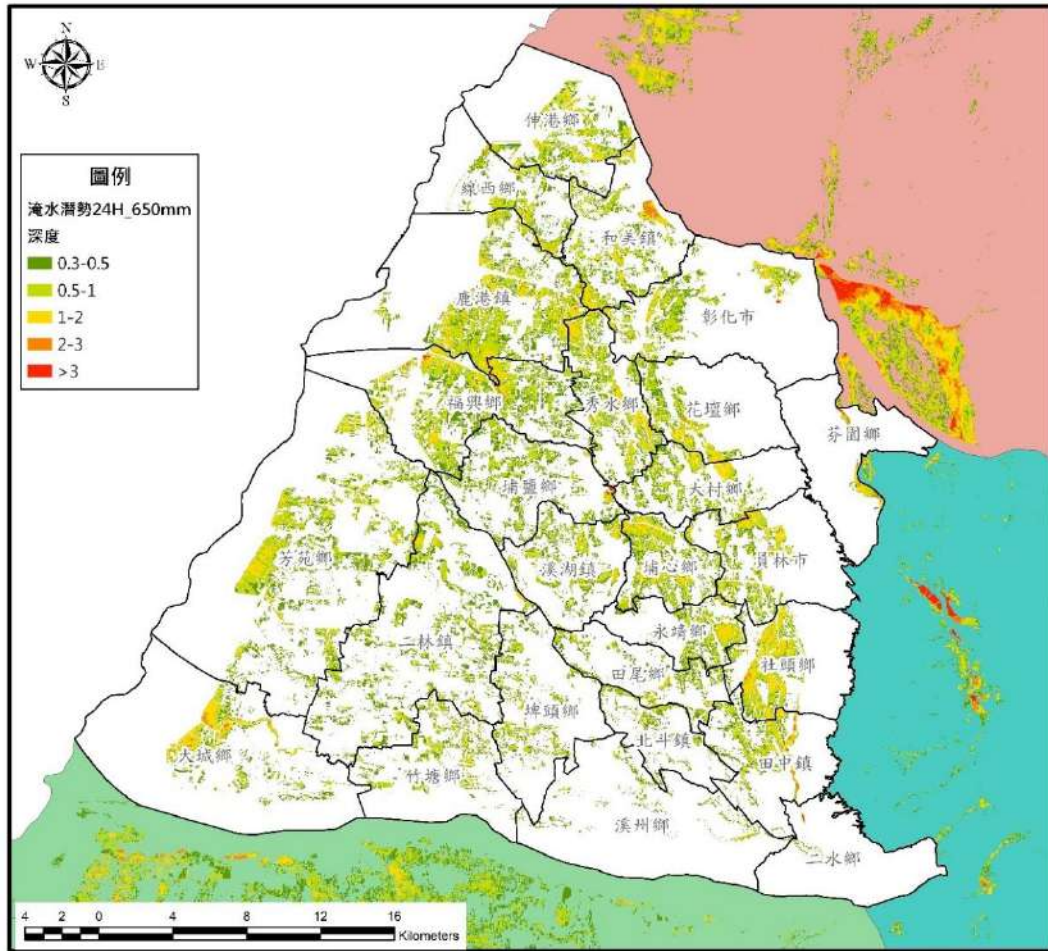 N
W
E
S
圖例
淹水潛勢24H_650mm
深度
0.3-0.5
0.5-1
1-2
2-3
>3
伸港鄉
線西鄉
和美鎮
鹿港鎮
彰化市
福興鄉
秀水鄉
花壇鄉
芬園鄉
埔鹽鄉
大村鄉
芳苑鄉
溪湖鎮
埔心鄉
員林市
二林鎮
永靖鄉
田尾鄉
社頭鄉
埤頭鄉
北斗鎮
大城鄉
竹塘鄉
田中鎮
溪州鄉
二水鄉
4 2 0 4 8 12 16
Kilometers